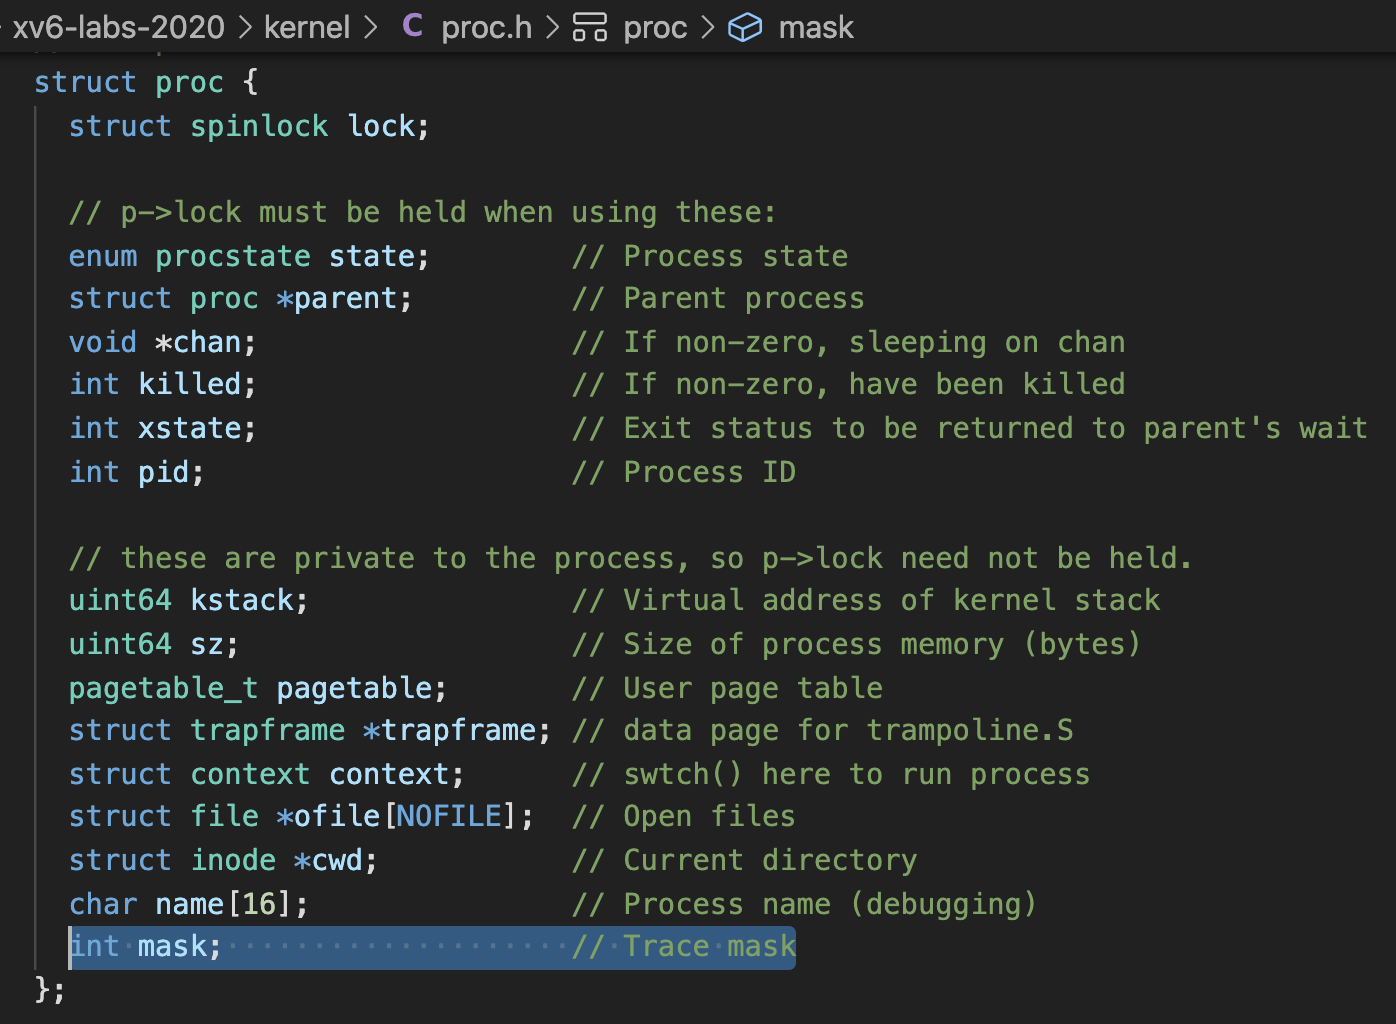 xv6-labs-2020 > kernel > C proc.h > proc > mask
struct proc {
  struct spinlock lock;

  // p->lock must be held when using these:
  enum procstate state;        // Process state
  struct proc *parent;         // Parent process
  void *chan;                  // If non-zero, sleeping on chan
  int killed;                  // If non-zero, have been killed
  int xstate;                  // Exit status to be returned to parent's wait
  int pid;                     // Process ID

  // these are private to the process, so p->lock need not be held.
  uint64 kstack;               // Virtual address of kernel stack
  uint64 sz;                   // Size of process memory (bytes)
  pagetable_t pagetable;       // User page table
  struct trapframe *trapframe; // data page for trampoline.S
  struct context context;      // swtch() here to run process
  struct file *ofile[NOFILE];  // Open files
  struct inode *cwd;           // Current directory
  char name[16];               // Process name (debugging)
  int mask;                    // Trace mask
};